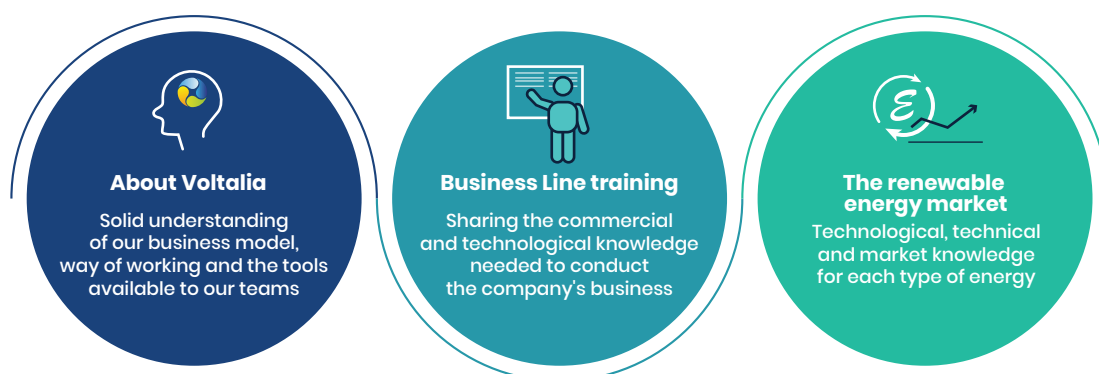 About Voltalia
Solid understanding
of our business model,
way of working and the tools
available to our teams
Business Line training
Sharing the commercial
and technological knowledge
needed to conduct
the company's business
The renewable
energy market
Technological, technical
and market knowledge
for each type of energy